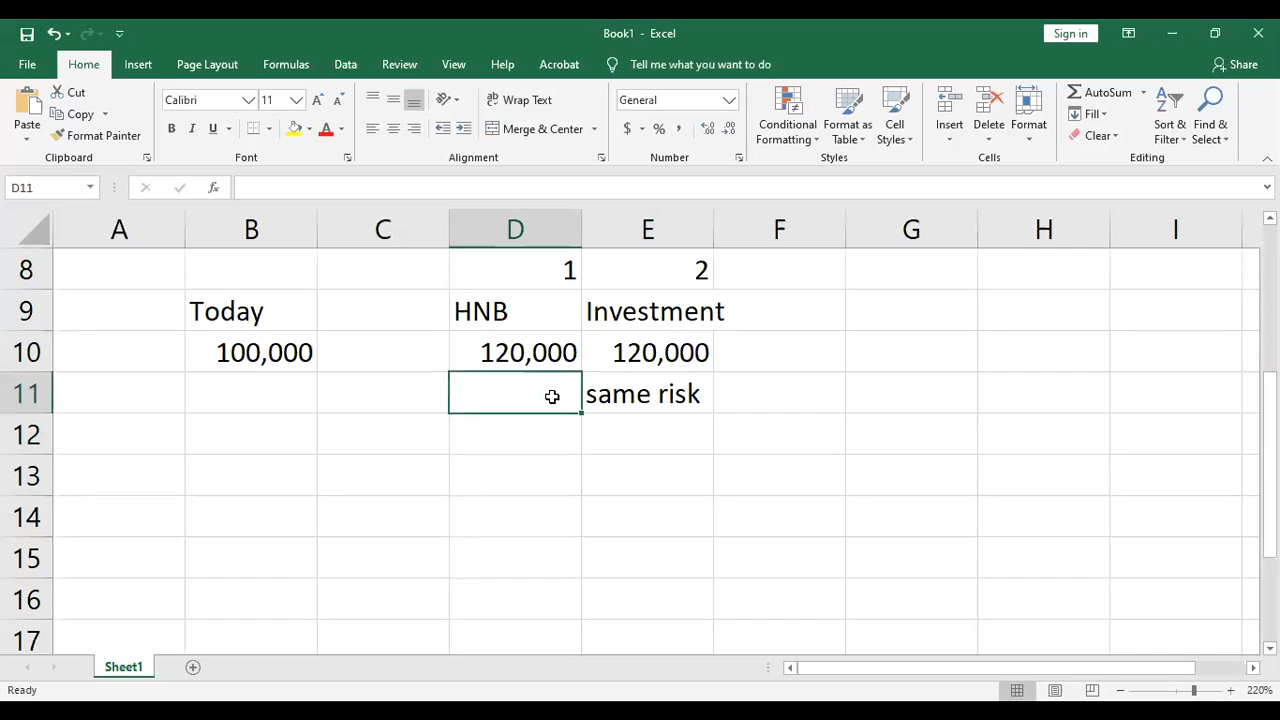 Book1 - Excel
Sign in
File Home Insert Page Layout Formulas Data Review View Help Acrobat Tell me what you want to do Share
Paste
Cut
Copy
Format Painter
Clipboard
Calibri 11
B I U
Font
Wrap Text
Merge & Center
Alignment
General
$ % ,
Number
Conditional Formatting
Format as Table
Cell Styles
Styles
Insert
Delete
Format
Cells
AutoSum
Fill
Clear
Sort & Filter
Find & Select
Editing
D11 fx
A B C D E F G H I
8 1 2
9 Today HNB Investment
10 100,000 120,000 120,000
11 same risk
12
13
14
15
16
17
Sheet1
Ready 220%